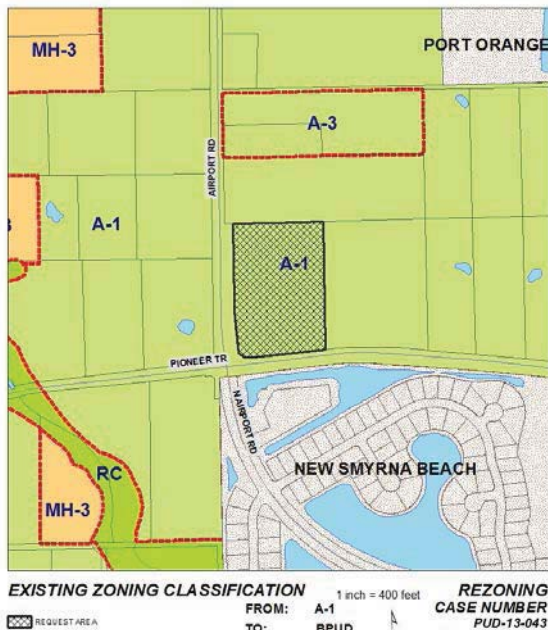 MH-3
PORT ORANGE
A-3
AIRPORT RD
A-1
A-1
PIONEER TR
N AIRPORT RD
NEW SMYRNA BEACH
RC
MH-3
EXISTING ZONING CLASSIFICATION
1 inch = 400 feet
REZONING
CASE NUMBER
PUD-13-043
REQUEST AREA
FROM: A-1
TO: BPUD